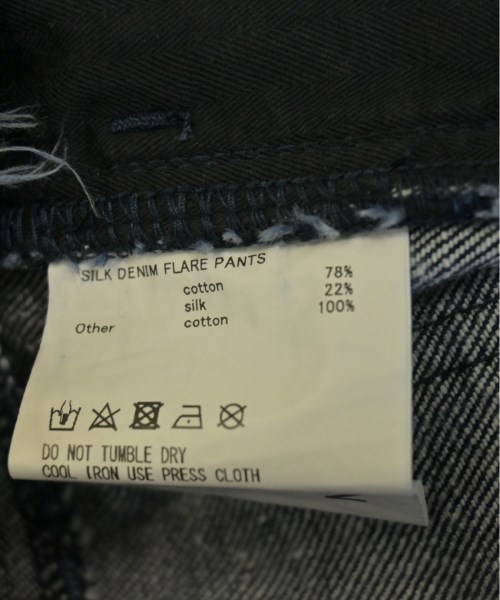 SILK DENIM FLARE PANTS
cotton 78%
silk 22%
Other cotton 100%
DO NOT TUMBLE DRY
COOL IRON USE PRESS CLOTH